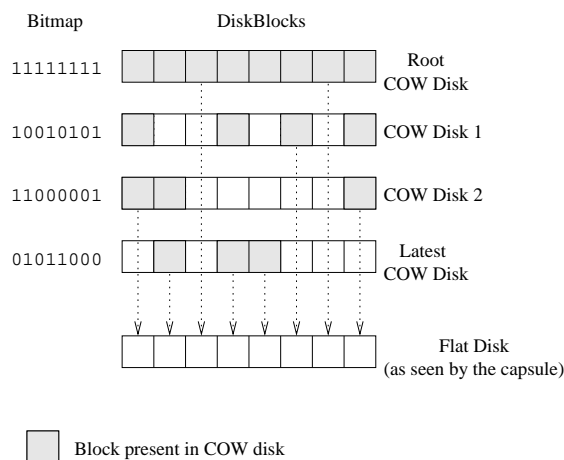 Bitmap
DiskBlocks
11111111
Root
COW Disk
10010101
COW Disk 1
11000001
COW Disk 2
01011000
Latest
COW Disk
Flat Disk
(as seen by the capsule)
Block present in COW disk